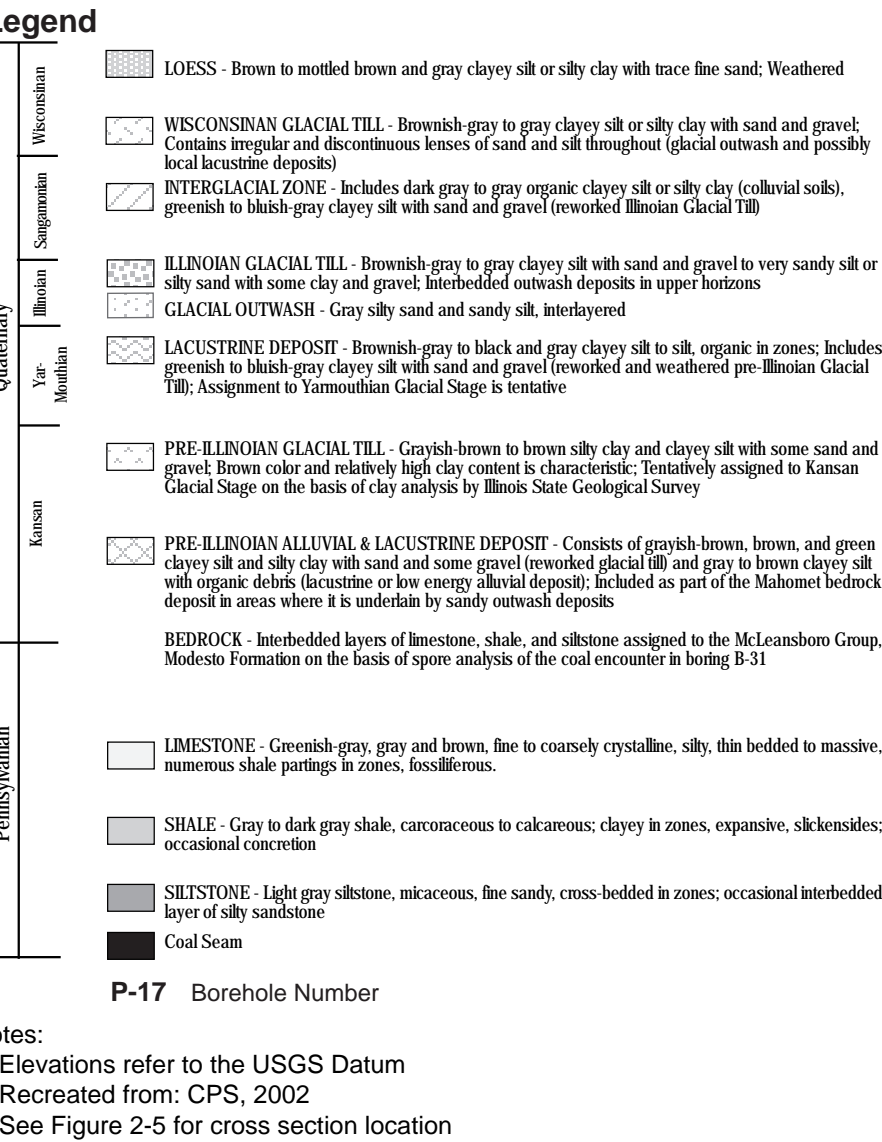 Legend
Quaternary
Pennsylvanian
Wisconsinan
Sangamonian
Illinoian
Yar-
Mouthian
Kansan
LOESS - Brown to mottled brown and gray clayey silt or silty clay with trace fine sand; Weathered
WISCONSINAN GLACIAL TILL - Brownish-gray to gray clayey silt or silty clay with sand and gravel;
Contains irregular and discontinuous lenses of sand and silt throughout (glacial outwash and possibly
local lacustrine deposits)
INTERGLACIAL ZONE - Includes dark gray to gray organic clayey silt or silty clay (colluvial soils),
greenish to bluish-gray clayey silt with sand and gravel (reworked Illinoian Glacial Till)
ILLINOIAN GLACIAL TILL - Brownish-gray to gray clayey silt with sand and gravel to very sandy silt or
silty sand with some clay and gravel; Interbedded outwash deposits in upper horizons
GLACIAL OUTWASH - Gray silty sand and sandy silt, interlayered
LACUSTRINE DEPOSIT - Brownish-gray to black and gray clayey silt to silt, organic in zones; Includes
greenish to bluish-gray clayey silt with sand and gravel (reworked and weathered pre-Illinoian Glacial
Till); Assignment to Yarmouthian Glacial Stage is tentative
PRE-ILLINOIAN GLACIAL TILL - Grayish-brown to brown silty clay and clayey silt with some sand and
gravel; Brown color and relatively high clay content is characteristic; Tentatively assigned to Kansan
Glacial Stage on the basis of clay analysis by Illinois State Geological Survey
PRE-ILLINOIAN ALLUVIAL & LACUSTRINE DEPOSIT - Consists of grayish-brown, brown, and green
clayey silt and silty clay with sand and some gravel (reworked glacial till) and gray to brown clayey silt
with organic debris (lacustrine or low energy alluvial deposit); Included as part of the Mahomet bedrock
deposit in areas where it is underlain by sandy outwash deposits
BEDROCK - Interbedded layers of limestone, shale, and siltstone assigned to the McLeansboro Group,
Modesto Formation on the basis of spore analysis of the coal encounter in boring B-31
LIMESTONE - Greenish-gray, gray and brown, fine to coarsely crystalline, silty, thin bedded to massive,
numerous shale partings in zones, fossiliferous.
SHALE - Gray to dark gray shale, carcoraceous to calcareous; clayey in zones, expansive, slickensides;
occasional concretion
SILTSTONE - Light gray siltstone, micaceous, fine sandy, cross-bedded in zones; occasional interbedded
layer of silty sandstone
Coal Seam
P-17 Borehole Number
otes:
Elevations refer to the USGS Datum
Recreated from: CPS, 2002
See Figure 2-5 for cross section location